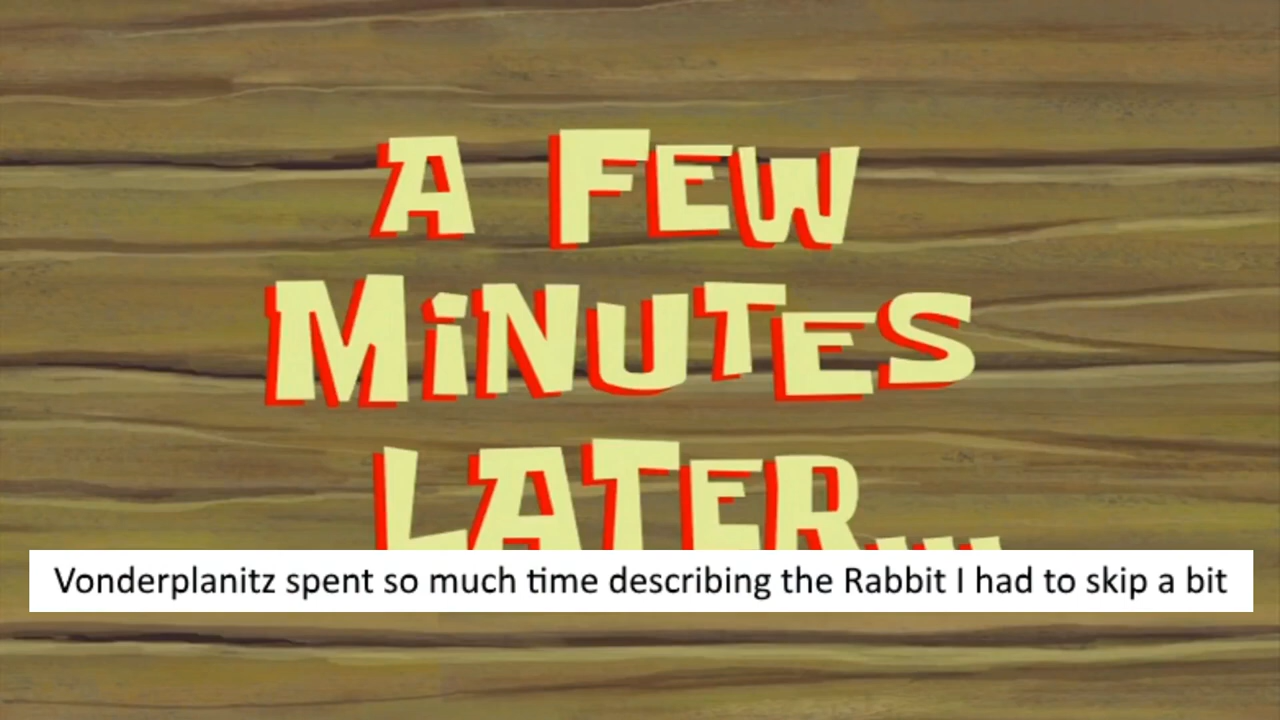 A FEW
MiNUTES
LATER...
Vonderplanitz spent so much time describing the Rabbit I had to skip a bit